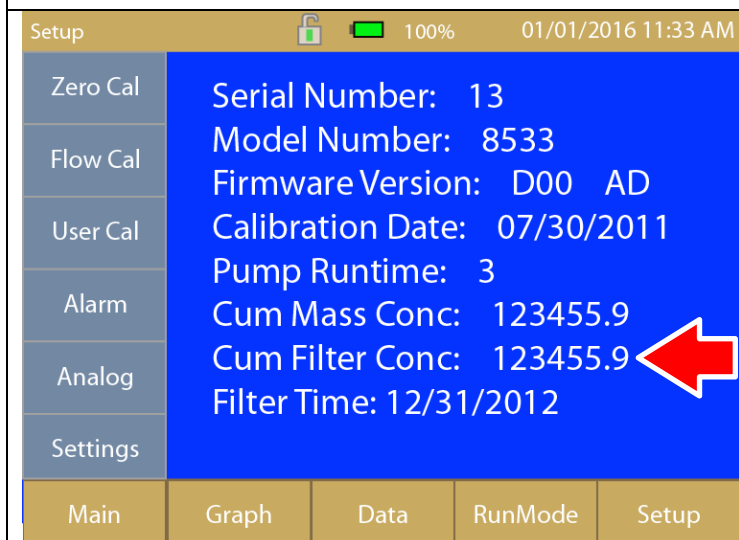 Setup 100% 01/01/2016 11:33 AM
Zero Cal
Flow Cal
User Cal
Alarm
Analog
Settings
Serial Number: 13
Model Number: 8533
Firmware Version: D00 AD
Calibration Date: 07/30/2011
Pump Runtime: 3
Cum Mass Conc: 123455.9
Cum Filter Conc: 123455.9
Filter Time: 12/31/2012
Main Graph Data RunMode Setup